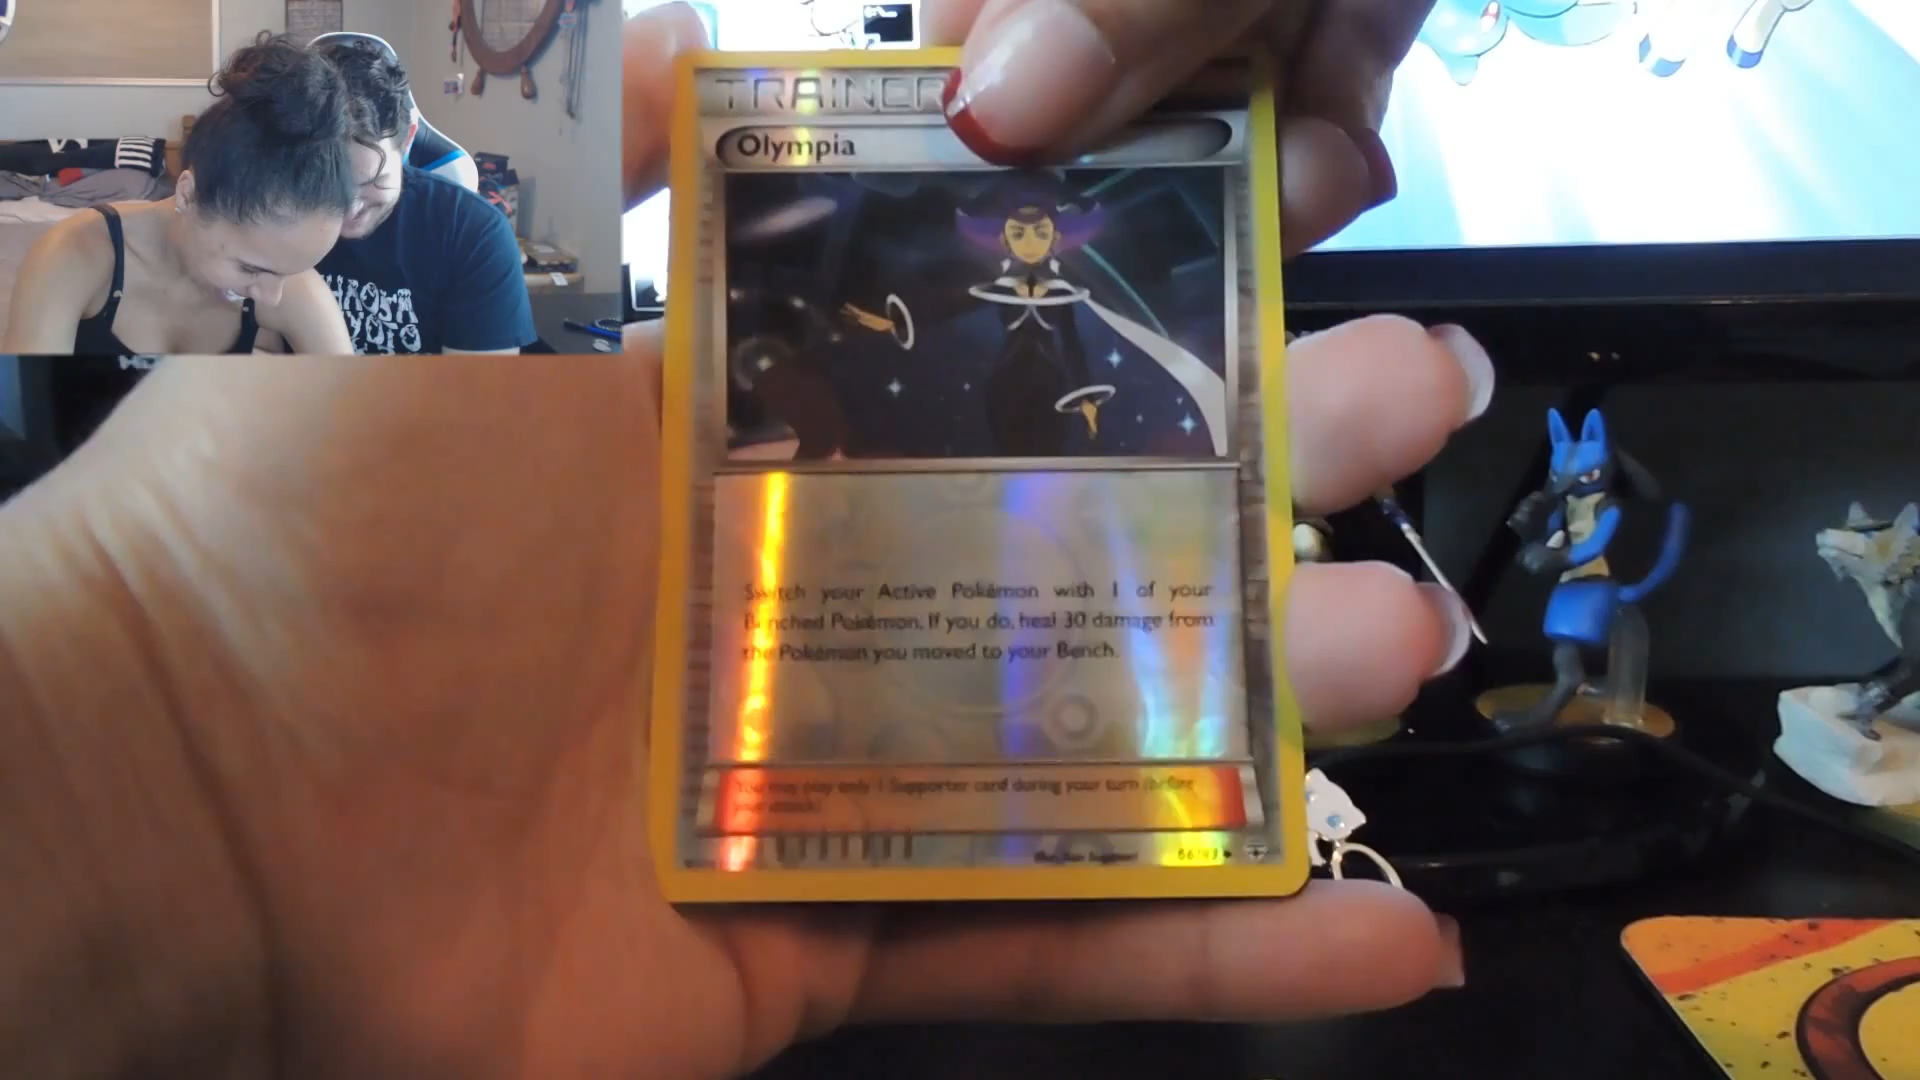 TRAINER
Olympia
Switch your Active Pokémon with 1 of your
Benched Pokémon. If you do, heal 30 damage from
the Pokémon you moved to your Bench.
You may play only 1 Supporter card during your turn (before
your attack).